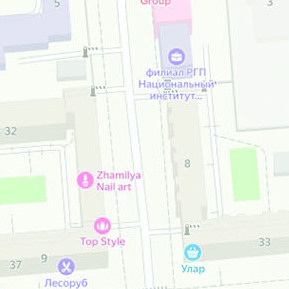 5
Group
3
филиал РГП
Национальный
институт...
32
8
Zhamilya
Nail art
Top Style
33
9
37
Улар
Лесоруб